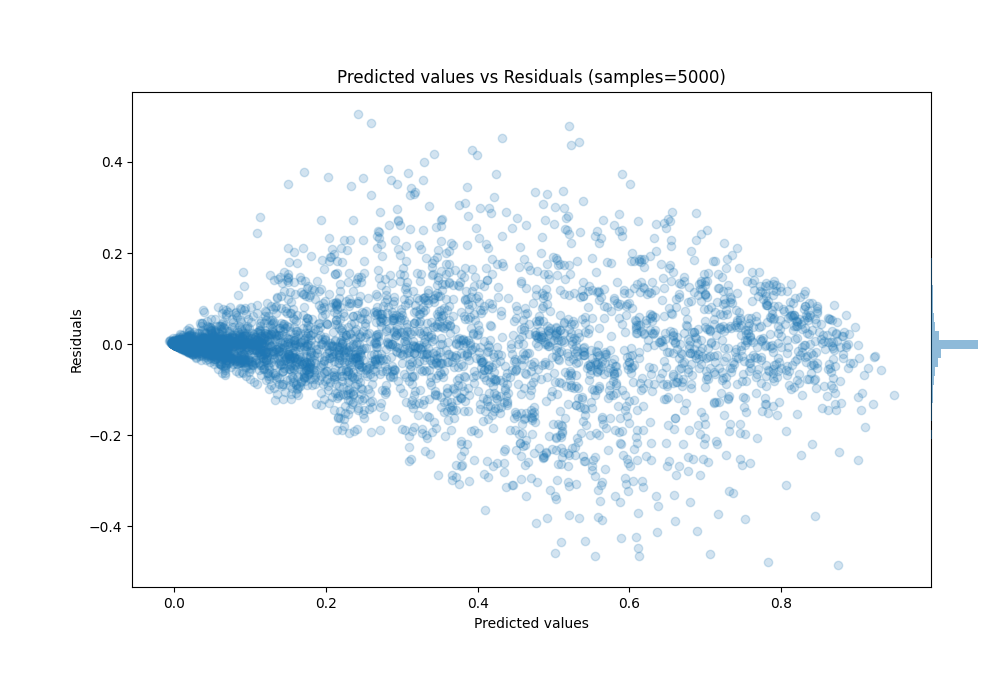 Predicted values vs Residuals (samples=5000)
0.4
0.2
0.0
−0.2
−0.4
Residuals
0.0 0.2 0.4 0.6 0.8
Predicted values